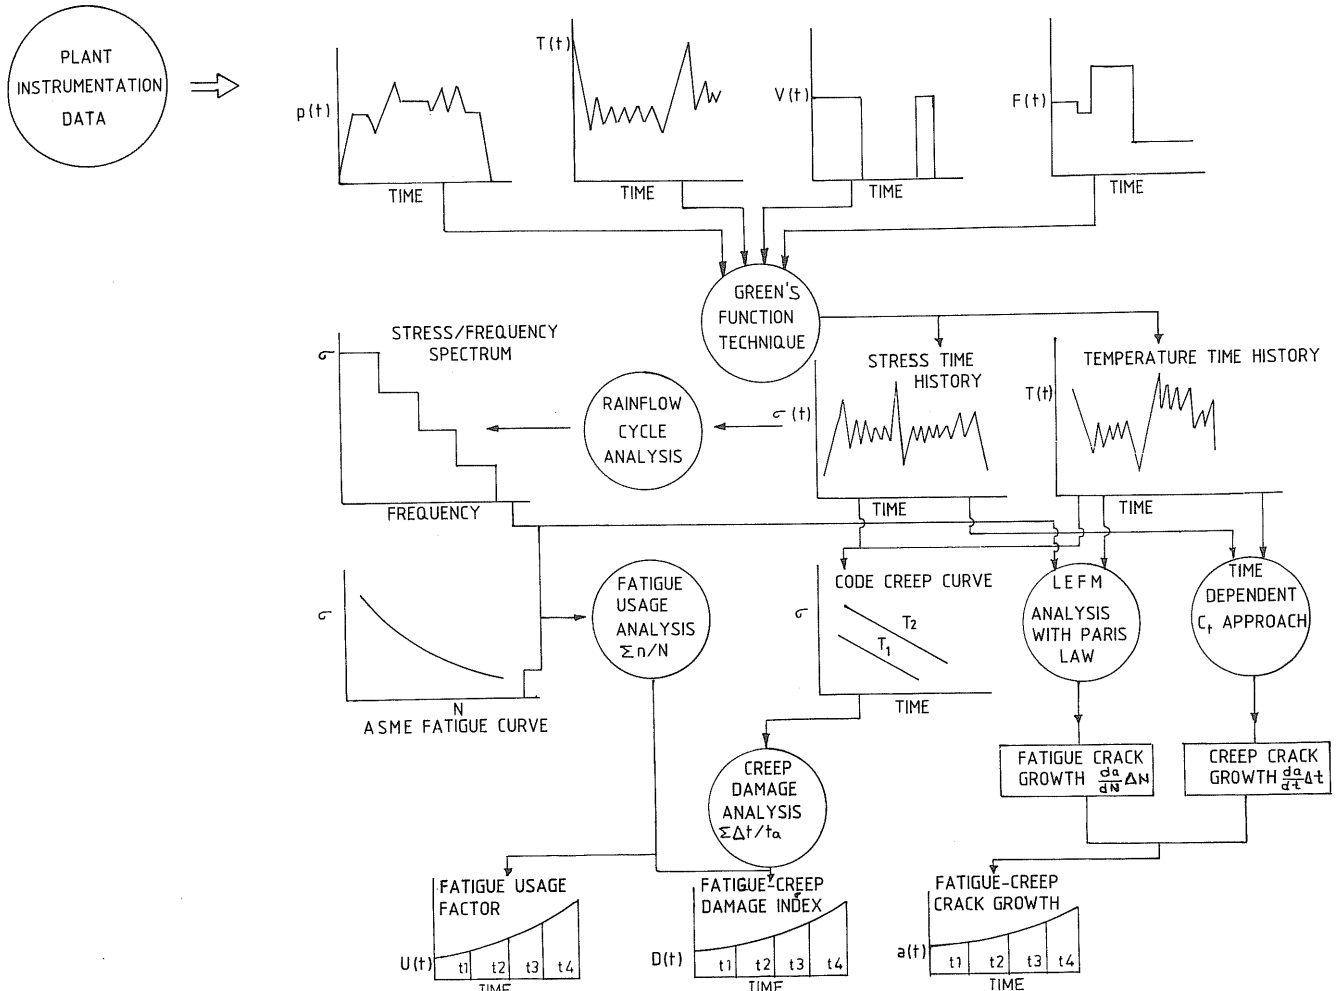 PLANT
INSTRUMENTATION
DATA
p(t)
TIME
T(t)
TIME
V(t)
TIME
F(t)
TIME
GREEN'S
FUNCTION
TECHNIQUE
STRESS/FREQUENCY
SPECTRUM
σ
FREQUENCY
RAINFLOW
CYCLE
ANALYSIS
STRESS TIME
HISTORY
σ(t)
TIME
TEMPERATURE TIME HISTORY
T(t)
TIME
σ
N
ASME FATIGUE CURVE
FATIGUE
USAGE
ANALYSIS
Σn/N
CODE CREEP CURVE
σ
T2
T1
TIME
LEFM
ANALYSIS
WITH PARIS
LAW
TIME
DEPENDENT
Ct APPROACH
CREEP
DAMAGE
ANALYSIS
ΣΔt/ta
FATIGUE CRACK
GROWTH da/dN ΔN
CREEP CRACK
GROWTH da/dt Δt
FATIGUE USAGE
FACTOR
U(t)
t1 t2 t3 t4
TIME
FATIGUE-CREEP
DAMAGE INDEX
D(t)
t1 t2 t3 t4
TIME
FATIGUE-CREEP
CRACK GROWTH
a(t)
t1 t2 t3 t4
TIME